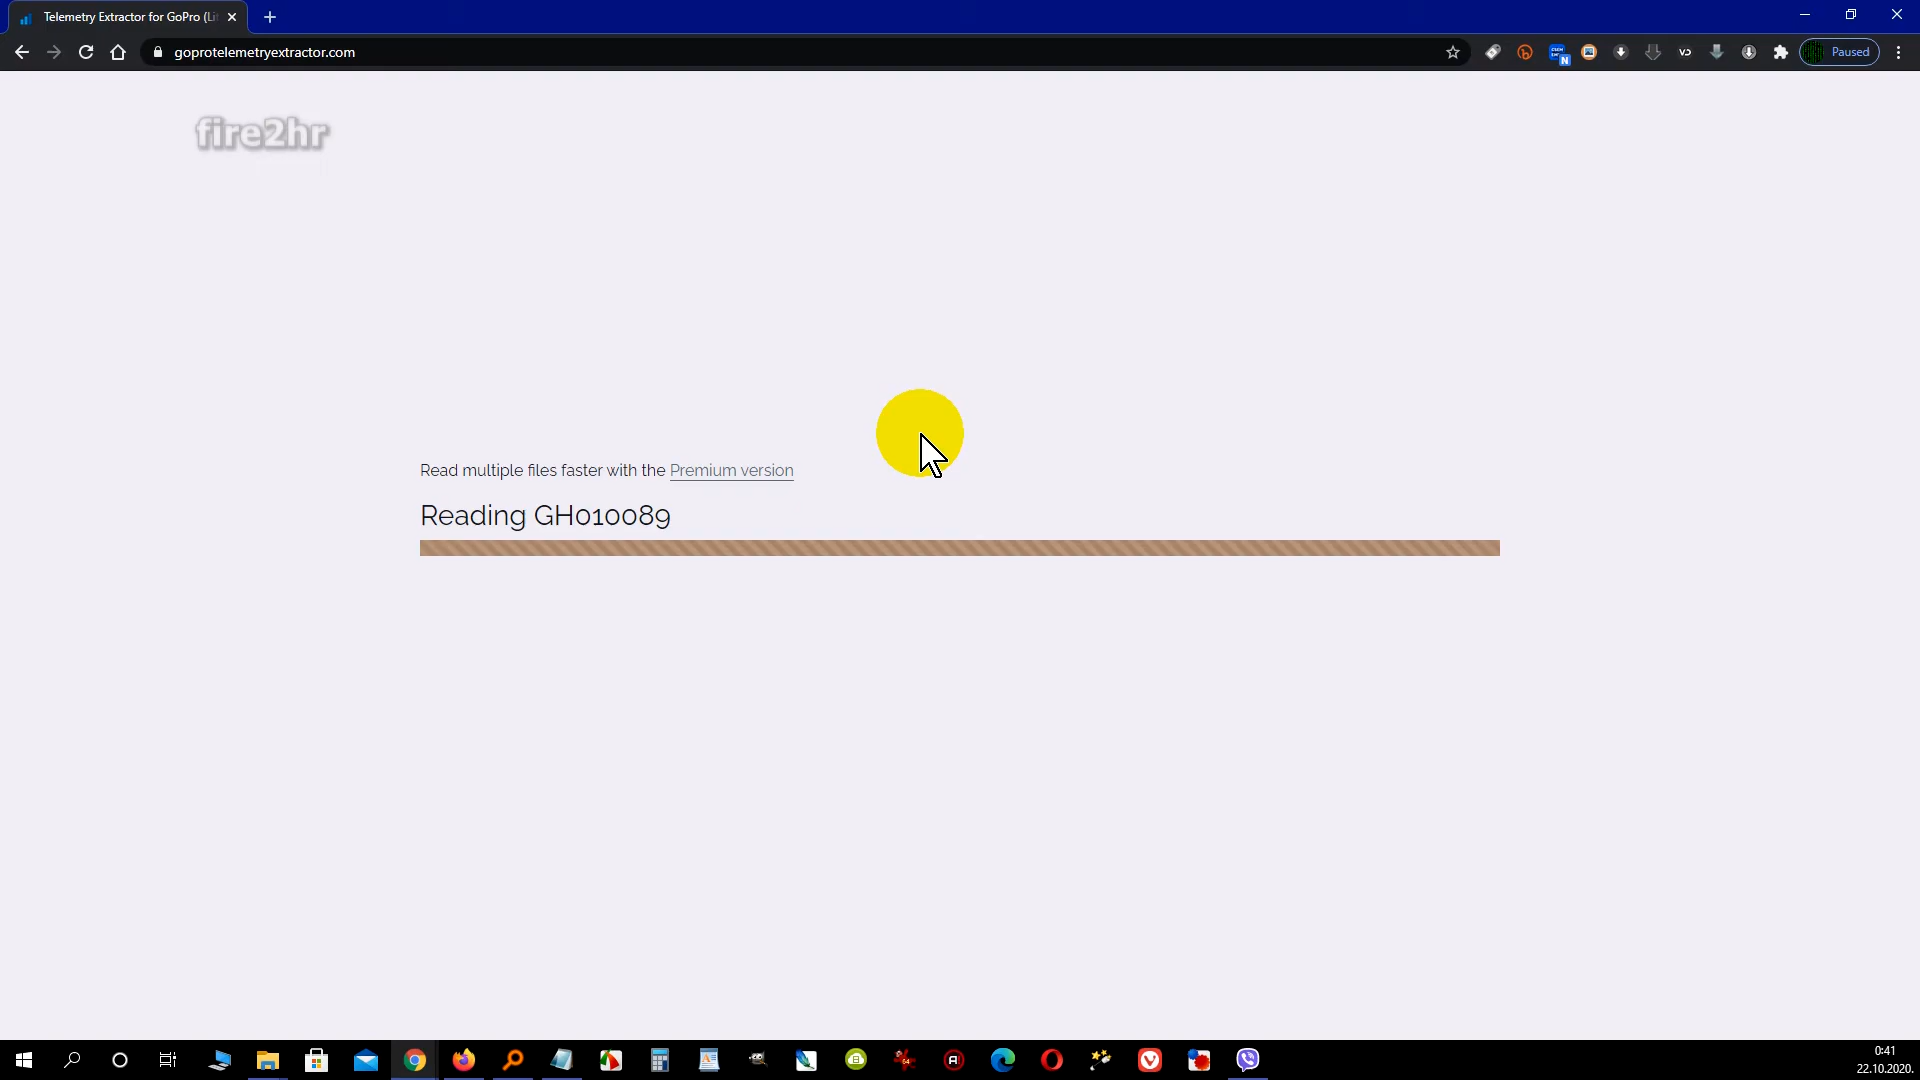 Telemetry Extractor for GoPro (Li
goprotelemetryextractor.com
Paused
fire2hr
Read multiple files faster with the Premium version
Reading GH010089
0:41
22.10.2020.